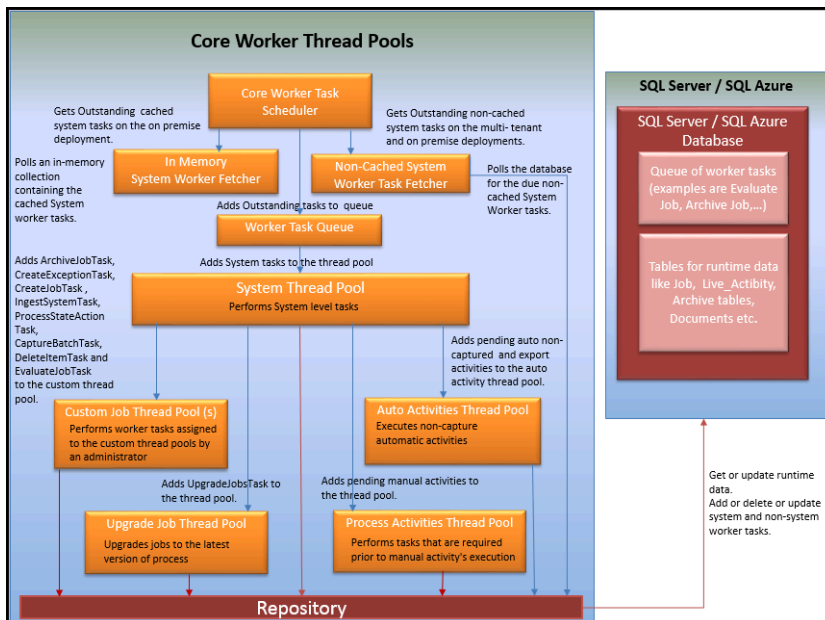 Core Worker Thread Pools
Core Worker Task
Scheduler
Gets Outstanding cached
system tasks on the on premise
deployment.
Gets Outstanding non-cached
system tasks on the multi- tenant
and on premise deployments.
Polls an in-memory
collection
containing the
cached System
worker tasks.
In Memory
System Worker Fetcher
Non-Cached System
Worker Task Fetcher
Polls the database
for the due non-
cached System
Worker tasks.
Adds Outstanding tasks to queue
Worker Task Queue
Adds System tasks to the thread pool
System Thread Pool
Performs System level tasks
Adds ArchiveJobTask,
CreateExceptionTask,
CreateJobTask ,
IngestSystemTask,
ProcessStateAction
Task,
CaptureBatchTask,
DeleteItemTask and
EvaluateJobTask
to the custom thread
pool.
Adds pending auto non-
captured and export
activities to the auto
activity thread pool.
Custom Job Thread Pool (s)
Performs worker tasks assigned
to the custom thread pools by
an administrator
Auto Activities Thread Pool
Executes non-capture
automatic activities
Adds UpgradeJobsTask to
the thread pool.
Adds pending manual activities to
the thread pool.
Upgrade Job Thread Pool
Upgrades jobs to the latest
version of process
Process Activities Thread Pool
Performs tasks that are required
prior to manual activity's execution
Repository
SQL Server / SQL Azure
SQL Server / SQL Azure
Database
Queue of worker tasks
(examples are Evaluate
Job, Archive Job,...)
Tables for runtime data
like Job, Live_Actibity,
Archive tables,
Documents etc.
Get or update runtime
data.
Add or delete or update
system and non-system
worker tasks.